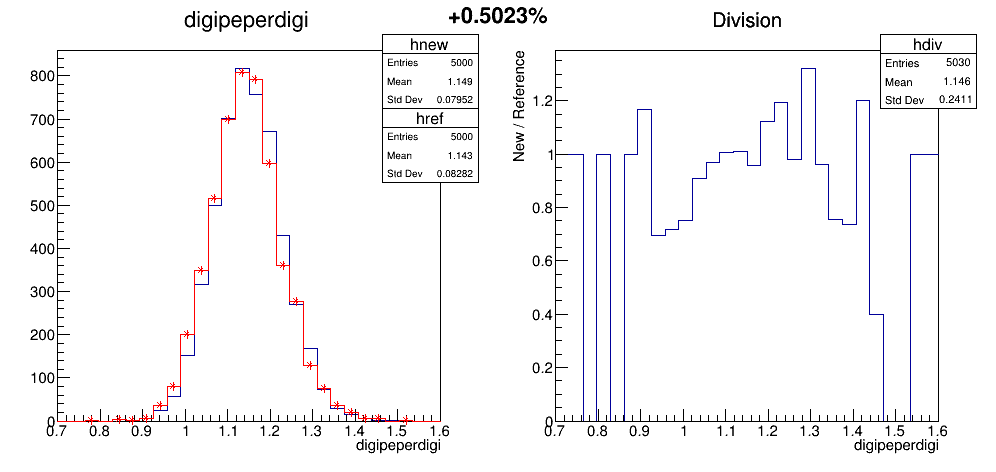 digipeperdigi
+0.5023%
Division
hnew
Entries 5000
Mean 1.149
Std Dev 0.07952
href
Entries 5000
Mean 1.143
Std Dev 0.08282
800
700
600
500
400
300
200
100
0
0.7 0.8 0.9 1 1.1 1.2 1.3 1.4 1.5 1.6
digipeperdigi
hdiv
Entries 5030
Mean 1.146
Std Dev 0.2411
New / Reference
1.2
1
0.8
0.6
0.4
0.2
0
0.7 0.8 0.9 1 1.1 1.2 1.3 1.4 1.5 1.6
digipeperdigi